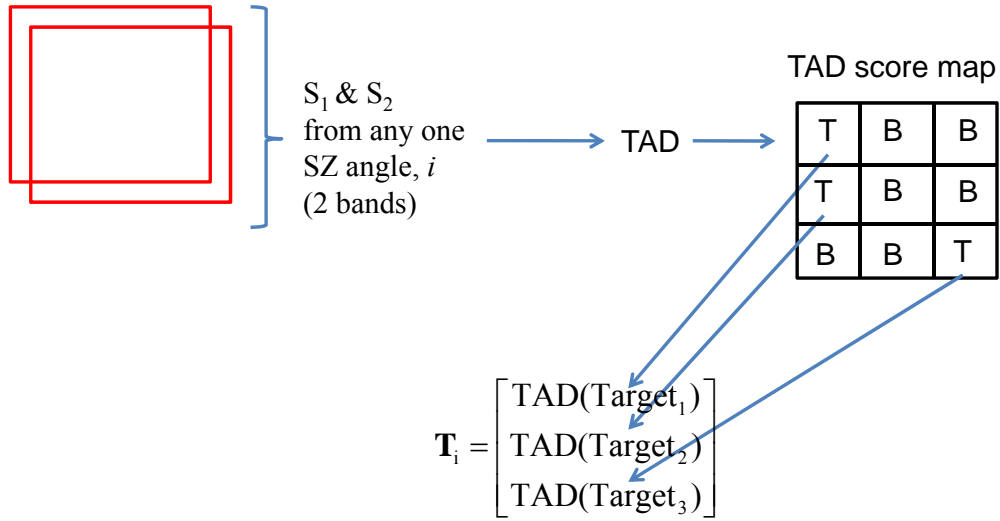 S₁ & S₂
from any one
SZ angle, i
(2 bands)
TAD
TAD score map
T B B
T B B
B B T
Tᵢ = [TAD(Target₁)
TAD(Target₂)
TAD(Target₃)]